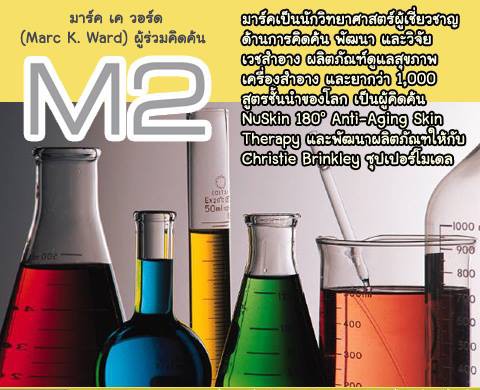 มาร์ค เค วอร์ด
(Marc K. Ward) ผู้ร่วมคิดค้น
M2
มาร์คเป็นนักวิทยาศาสตร์ผู้เชี่ยวชาญ
ด้านการคิดค้น พัฒนา และวิจัย
เวชสำอาง ผลิตภัณฑ์ดูแลสุขภาพ
เครื่องสำอาง และยากว่า 1,000
สูตรชั้นนำของโลก เป็นผู้คิดค้น
NuSkin 180° Anti-Aging Skin
Therapy และพัฒนาผลิตภัณฑ์ให้กับ
Christie Brinkley ซุปเปอร์โมเดล
50ml
1000
400
300
200